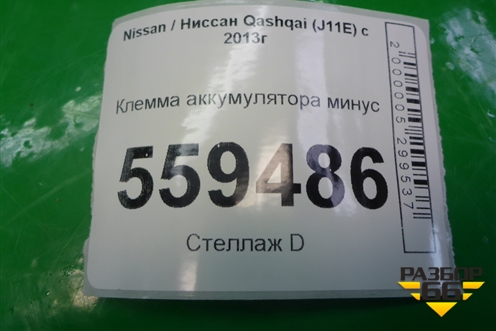 Nissan / Ниссан Qashqai (J11E) с
2013г
Клемма аккумулятора минус
559486
Стеллаж D
2000005299537
РАЗБОР
66